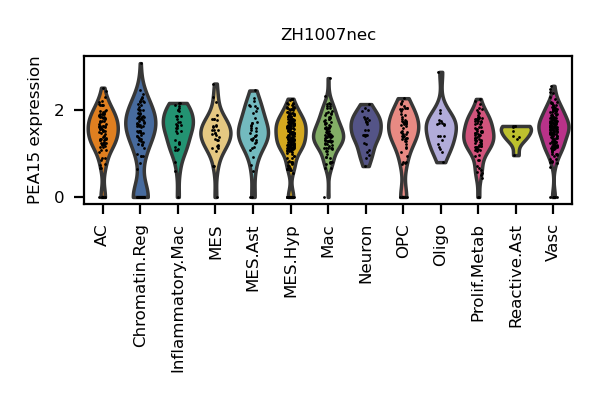 ZH1007nec
PEA15 expression
2
0
AC
Chromatin.Reg
Inflammatory.Mac
MES
MES.Ast
MES.Hyp
Mac
Neuron
OPC
Oligo
Prolif.Metab
Reactive.Ast
Vasc